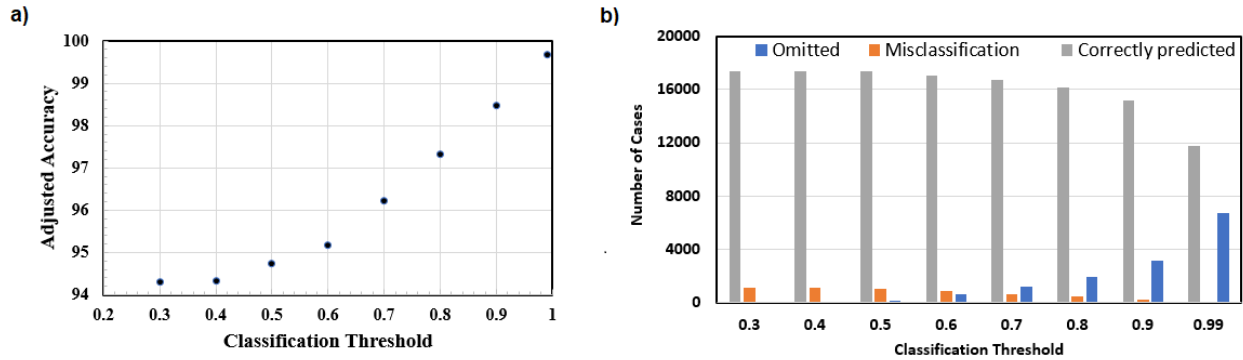 a)
100
99
98
97
96
95
94
Adjusted Accuracy
0.2 0.3 0.4 0.5 0.6 0.7 0.8 0.9 1
Classification Threshold
b)
20000
16000
12000
8000
4000
0
Number of Cases
Omitted Misclassification Correctly predicted
0.3 0.4 0.5 0.6 0.7 0.8 0.9 0.99
Classification Threshold